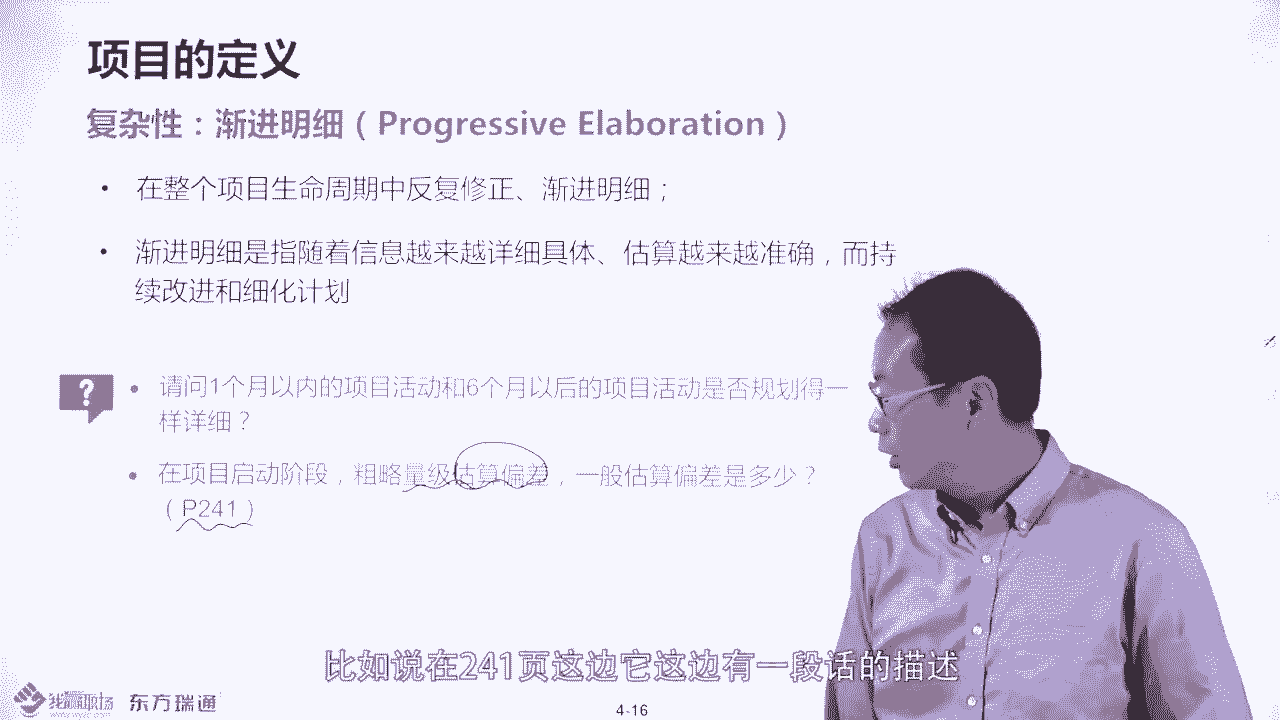 项目的定义
复杂性：渐进明细（Progressive Elaboration）
• 在整个项目生命周期中反复修正、渐进明细；
• 渐进明细是指随着信息越来越详细具体、估算越来越准确，而持
续改进和细化计划
?
• 请问1个月以内的项目活动和6个月以后的项目活动是否规划得一
样详细？
• 在项目启动阶段，粗略量级估算偏差，一般估算偏差是多少？
（P241）
比如说在241页这边它这边有一段话的描述
东方瑞通
4-16